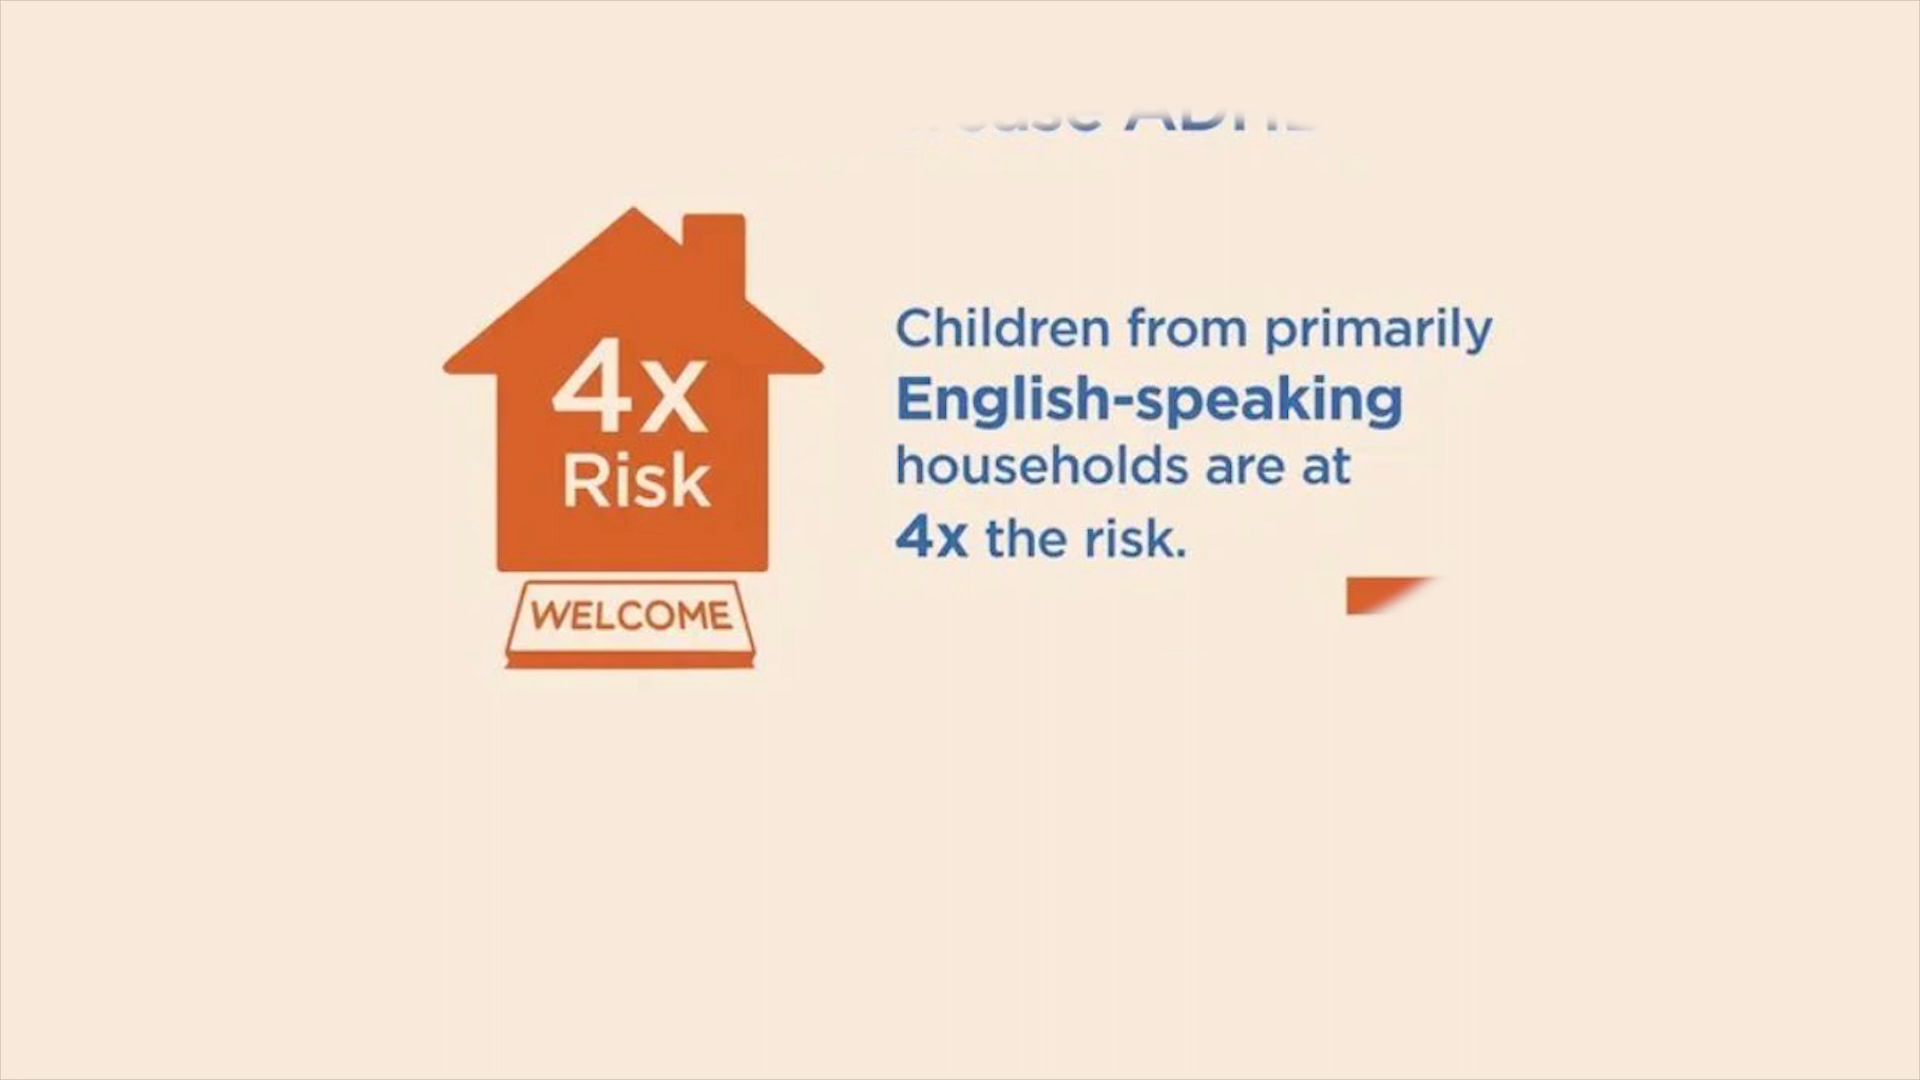 4x
Risk
WELCOME
Children from primarily
English-speaking
households are at
4x the risk.